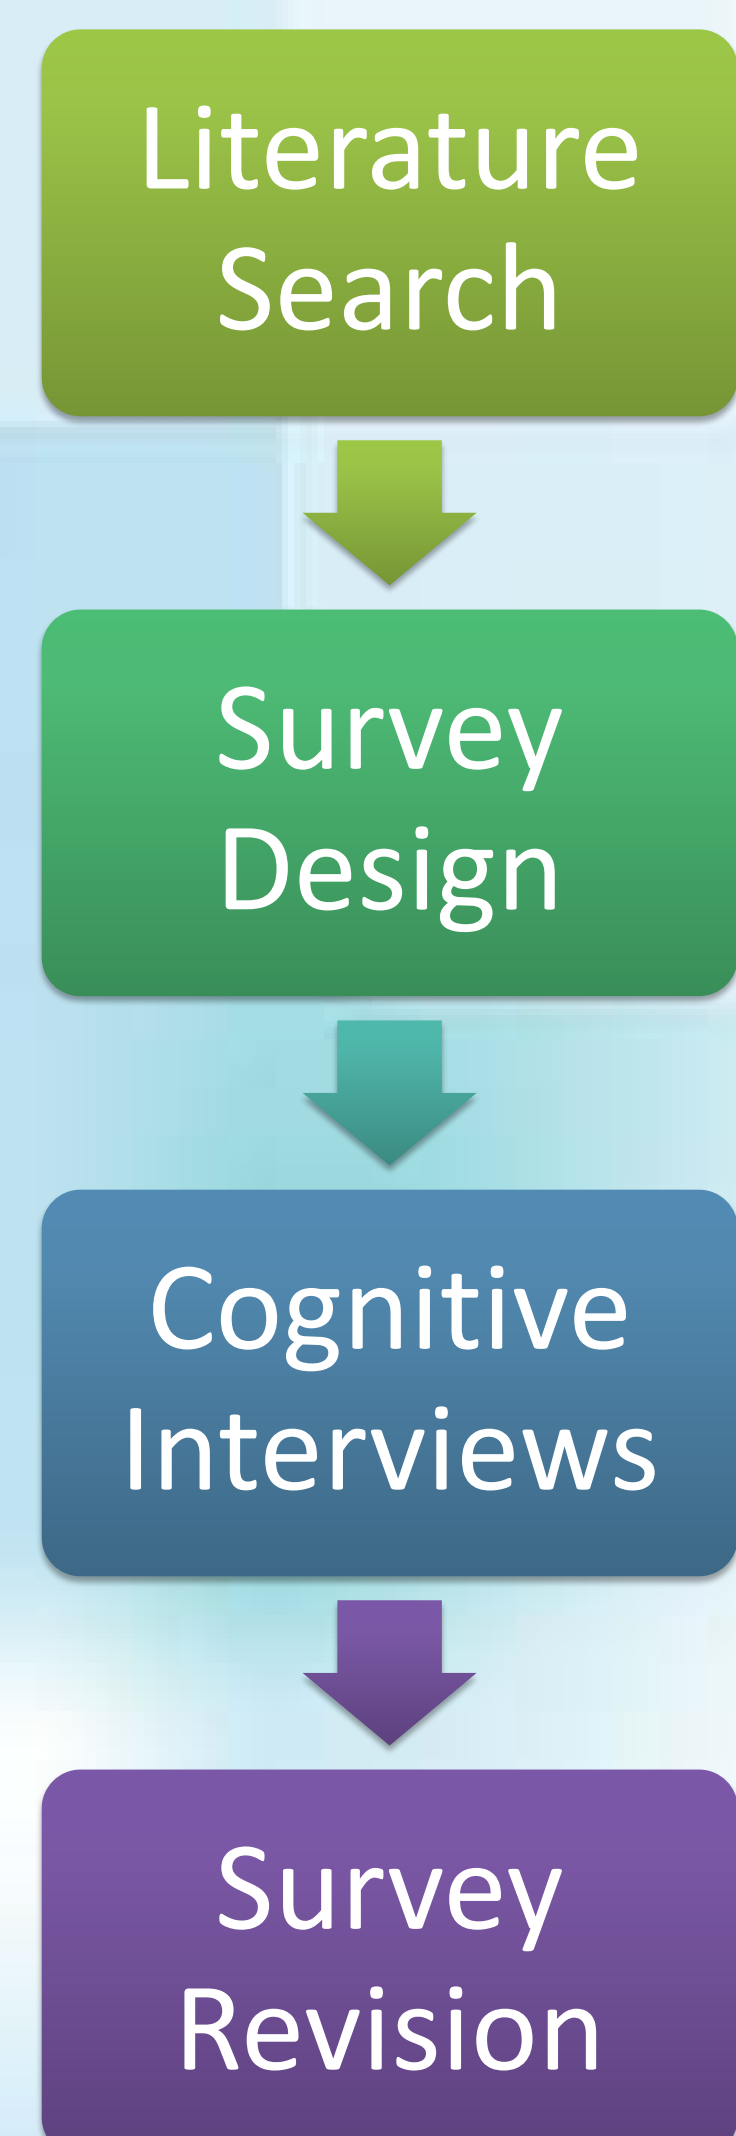 Literature
Search
Survey
Design
Cognitive
Interviews
Survey
Revision